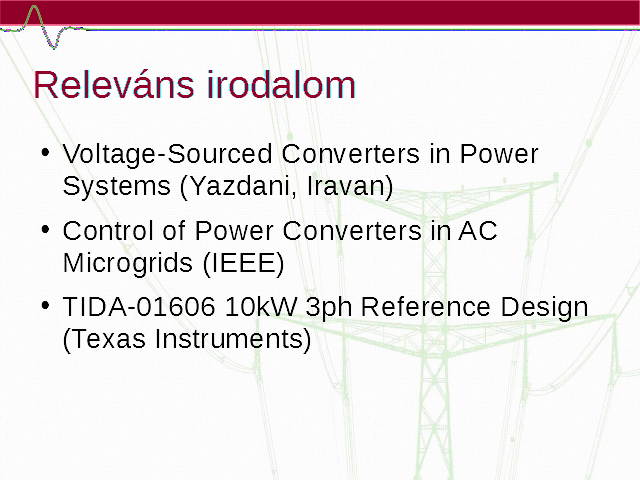 Releváns irodalom
• Voltage-Sourced Converters in Power
Systems (Yazdani, Iravan)
• Control of Power Converters in AC
Microgrids (IEEE)
• TIDA-01606 10kW 3ph Reference Design
(Texas Instruments)